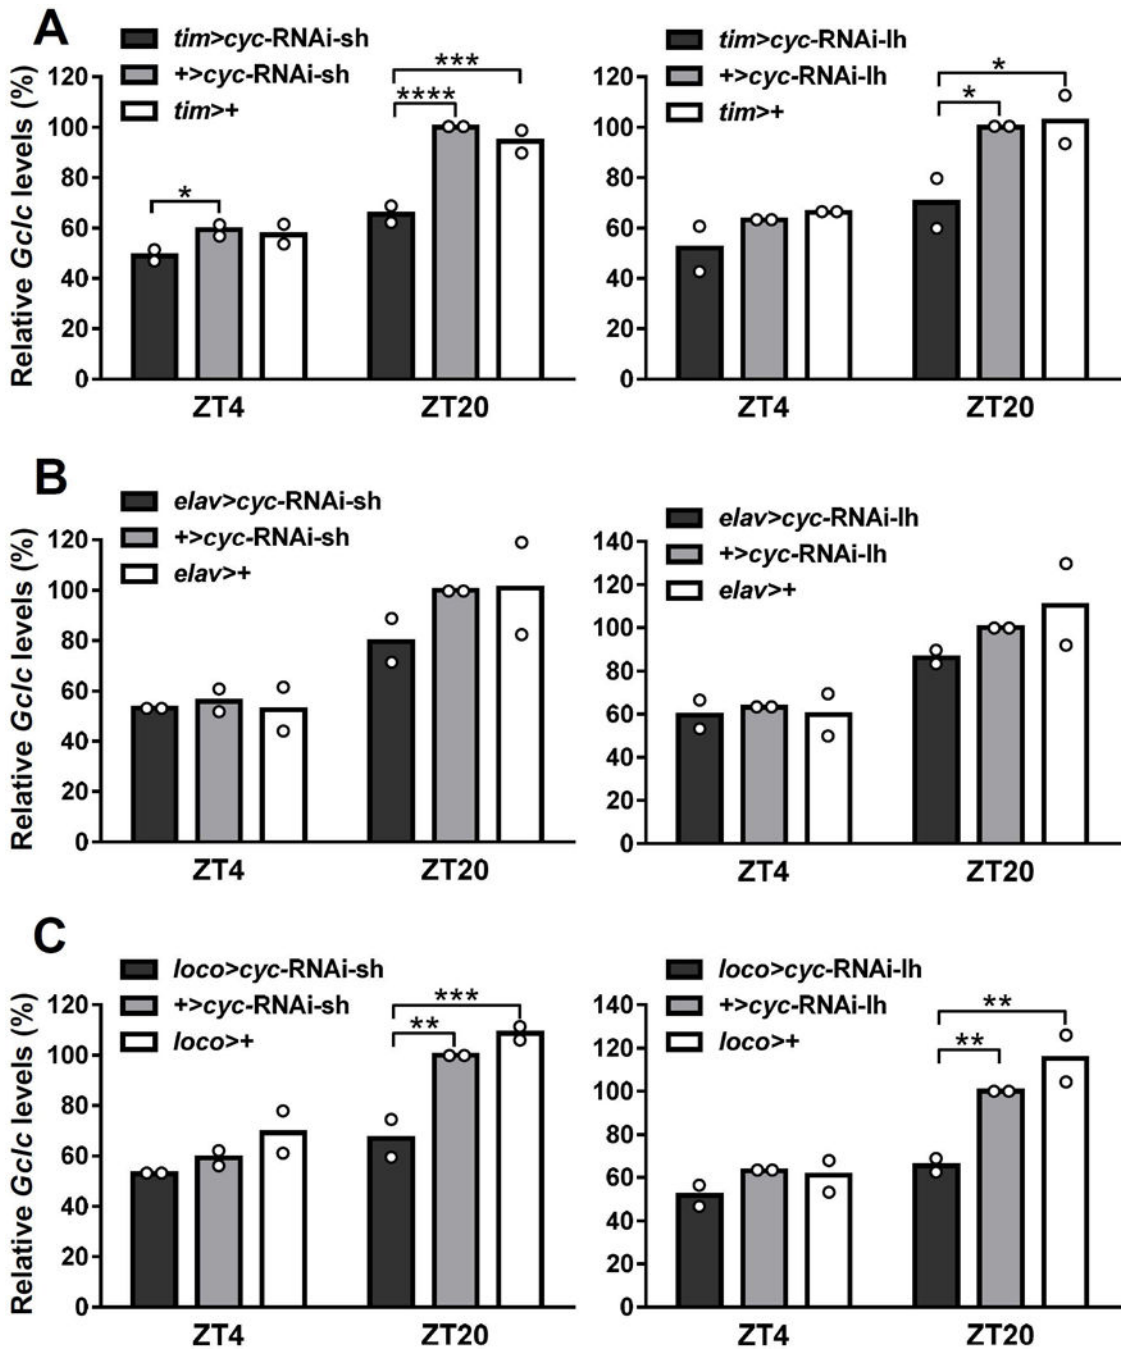 A
tim>cyc-RNAi-sh
+>cyc-RNAi-sh
tim>+
Relative Gclc levels (%)
120
100
80
60
40
20
0
*
****
***
ZT4
ZT20
tim>cyc-RNAi-lh
+>cyc-RNAi-lh
tim>+
120
100
80
60
40
20
0
*
*
ZT4
ZT20
B
elav>cyc-RNAi-sh
+>cyc-RNAi-sh
elav>+
Relative Gclc levels (%)
120
100
80
60
40
20
0
ZT4
ZT20
elav>cyc-RNAi-lh
+>cyc-RNAi-lh
elav>+
140
120
100
80
60
40
20
0
ZT4
ZT20
C
loco>cyc-RNAi-sh
+>cyc-RNAi-sh
loco>+
Relative Gclc levels (%)
120
100
80
60
40
20
0
***
**
ZT4
ZT20
loco>cyc-RNAi-lh
+>cyc-RNAi-lh
loco>+
140
120
100
80
60
40
20
0
**
**
ZT4
ZT20